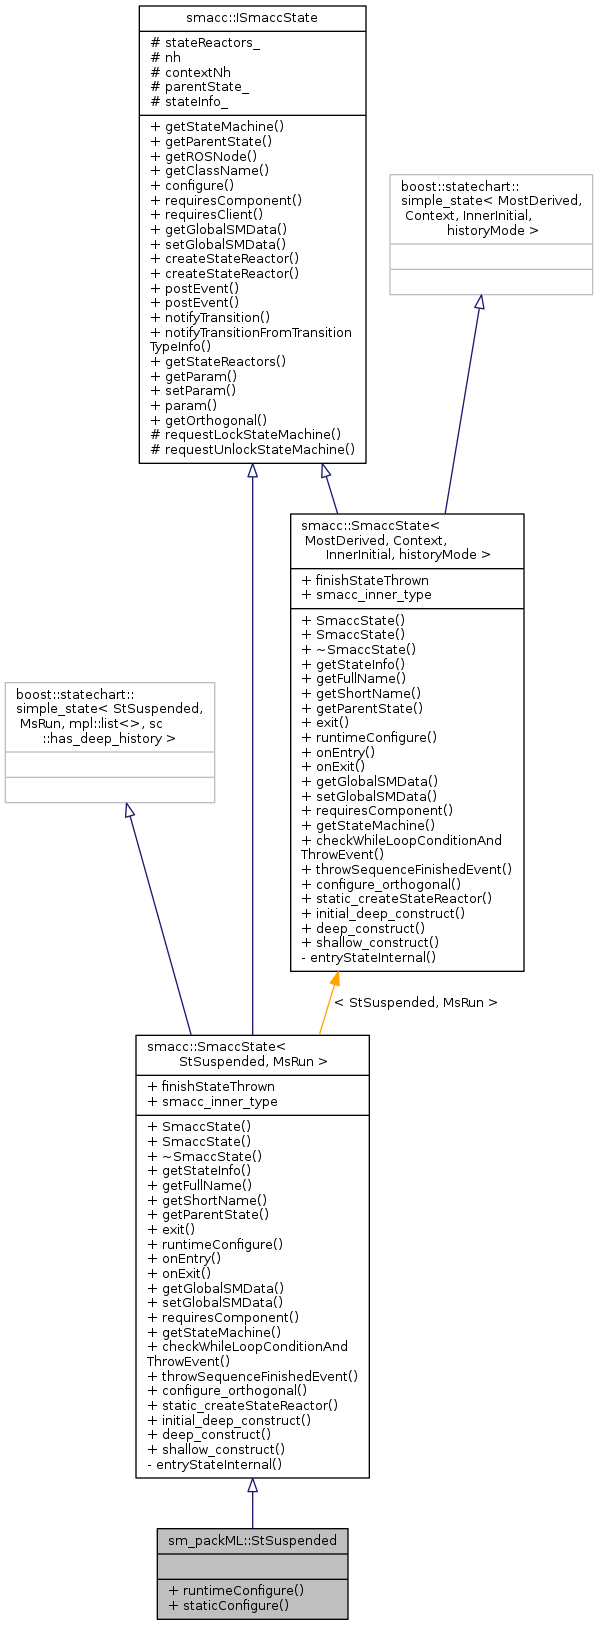 smacc::ISmaccState
# stateReactors_
# nh
# contextNh
# parentState_
# stateInfo_
+ getStateMachine()
+ getParentState()
+ getROSNode()
+ getClassName()
+ configure()
+ requiresComponent()
+ requiresClient()
+ getGlobalSMData()
+ setGlobalSMData()
+ createStateReactor()
+ createStateReactor()
+ postEvent()
+ postEvent()
+ notifyTransition()
+ notifyTransitionFromTransition
TypeInfo()
+ getStateReactors()
+ getParam()
+ setParam()
+ param()
+ getOrthogonal()
# requestLockStateMachine()
# requestUnlockStateMachine()
boost::statechart::
simple_state< MostDerived,
Context, InnerInitial,
historyMode >
smacc::SmaccState<
MostDerived, Context,
InnerInitial, historyMode >
+ finishStateThrown
+ smacc_inner_type
+ SmaccState()
+ SmaccState()
+ ~SmaccState()
+ getStateInfo()
+ getFullName()
+ getShortName()
+ getParentState()
+ exit()
+ runtimeConfigure()
+ onEntry()
+ onExit()
+ getGlobalSMData()
+ setGlobalSMData()
+ requiresComponent()
+ getStateMachine()
+ checkWhileLoopConditionAnd
ThrowEvent()
+ throwSequenceFinishedEvent()
+ configure_orthogonal()
+ static_createStateReactor()
+ initial_deep_construct()
+ deep_construct()
+ shallow_construct()
- entryStateInternal()
boost::statechart::
simple_state< StSuspended,
MsRun, mpl::list<>, sc
::has_deep_history >
< StSuspended, MsRun >
smacc::SmaccState<
StSuspended, MsRun >
+ finishStateThrown
+ smacc_inner_type
+ SmaccState()
+ SmaccState()
+ ~SmaccState()
+ getStateInfo()
+ getFullName()
+ getShortName()
+ getParentState()
+ exit()
+ runtimeConfigure()
+ onEntry()
+ onExit()
+ getGlobalSMData()
+ setGlobalSMData()
+ requiresComponent()
+ getStateMachine()
+ checkWhileLoopConditionAnd
ThrowEvent()
+ throwSequenceFinishedEvent()
+ configure_orthogonal()
+ static_createStateReactor()
+ initial_deep_construct()
+ deep_construct()
+ shallow_construct()
- entryStateInternal()
sm_packML::StSuspended
+ runtimeConfigure()
+ staticConfigure()